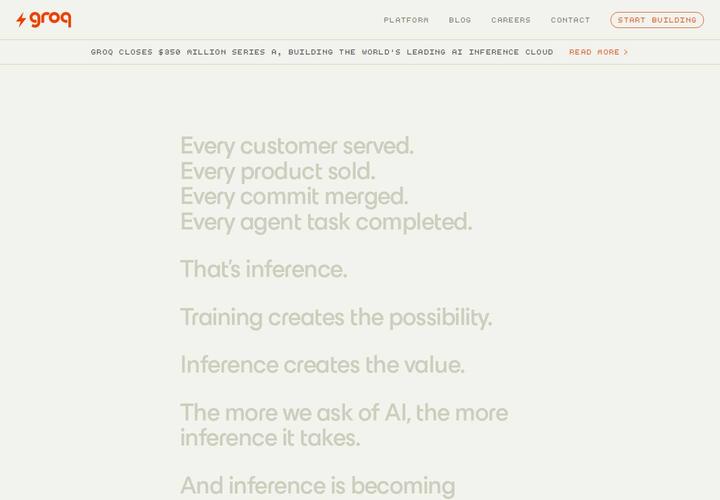 groq
PLATFORM
BLOG
CAREERS
CONTACT
START BUILDING
GROQ CLOSES $350 MILLION SERIES A, BUILDING THE WORLD'S LEADING AI INFERENCE CLOUD
READ MORE >
Every customer served.
Every product sold.
Every commit merged.
Every agent task completed.
That's inference.
Training creates the possibility.
Inference creates the value.
The more we ask of AI, the more
inference it takes.
And inference is becoming